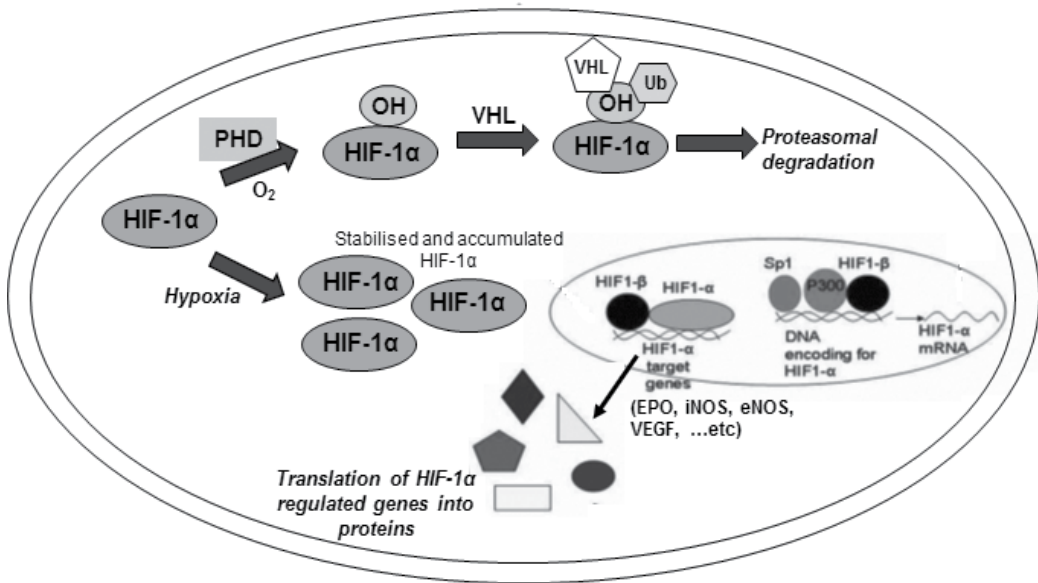 VHL
Ub
OH
OH
PHD
VHL
HIF-1α
HIF-1α
Proteasomal
degradation
O₂
HIF-1α
Stabilised and accumulated
HIF-1α
Hypoxia
HIF-1α
HIF-1α
HIF-1α
HIF1-β
HIF1-α
HIF1-α
target
genes
Sp1
P300
HIF1-β
DNA
encoding for
HIF1-α
HIF1-α
mRNA
(EPO, iNOS, eNOS,
VEGF, ...etc)
Translation of HIF-1α
regulated genes into
proteins